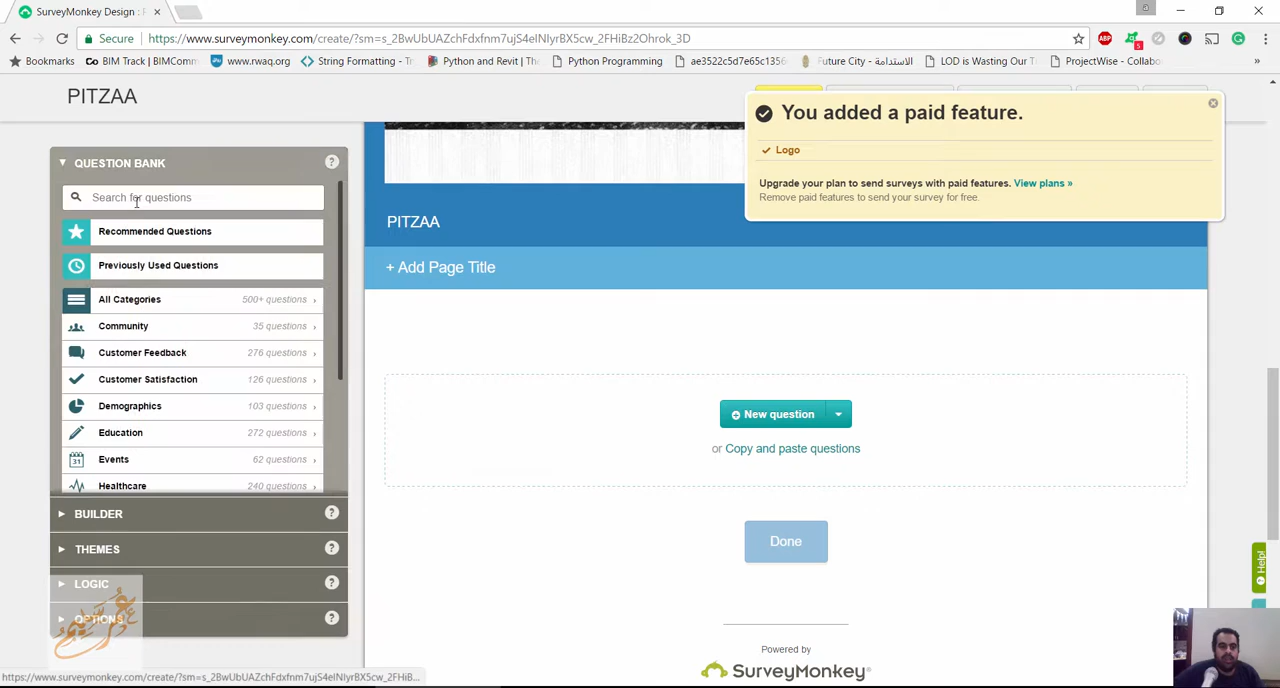 SurveyMonkey Design :
Secure
https://www.surveymonkey.com/create/?sm=s_2BwUbUAZchFdxfnm7ujS4eINIyrBX5cw_2FHiBz2Ohrok_3D
ABP
5
Bookmarks
BIM Track | BIMComm
www.rwaq.org
String Formatting - Tr
Python and Revit | The
Python Programming
ae3522c5d7e65c1356
Future City - الاستدامة
LOD is Wasting Our T
ProjectWise - Collabo
»
PITZAA
You added a paid feature.
Logo
Upgrade your plan to send surveys with paid features. View plans »
Remove paid features to send your survey for free.
QUESTION BANK
?
Search for questions
Recommended Questions
Previously Used Questions
All Categories 500+ questions ›
Community 35 questions ›
Customer Feedback 276 questions ›
Customer Satisfaction 126 questions ›
Demographics 103 questions ›
Education 272 questions ›
31
Events 62 questions ›
Healthcare 240 questions ›
BUILDER ?
THEMES ?
LOGIC ?
OPTIONS ?
PITZAA
+ Add Page Title
New question
or Copy and paste questions
Done
Powered by
SurveyMonkey®
Help!
https://www.surveymonkey.com/create/?sm=s_2BwUbUAZchFdxfnm7ujS4eINIyrBX5cw_2FHiB...